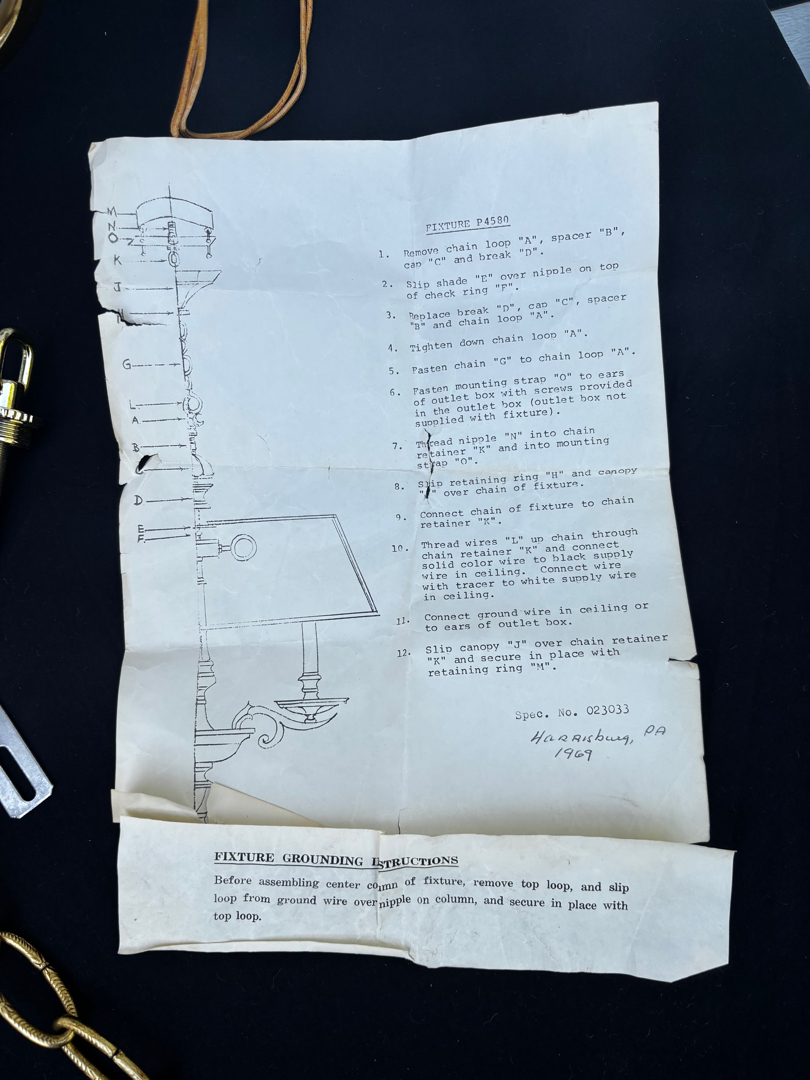 M
N
O
K
J
H
G
L
A
B
C
D
E
F
FIXTURE P4580
1. Remove chain loop "A", spacer "B",
cap "C" and break "D".
2. Slip shade "E" over nipple on top
of check ring "F".
3. Replace break "D", cap "C", spacer
"B" and chain loop "A".
4. Tighten down chain loop "A".
5. Fasten chain "G" to chain loop "A".
6. Fasten mounting strap "O" to ears
of outlet box with screws provided
in the outlet box (outlet box not
supplied with fixture).
7. Thread nipple "N" into chain
retainer "K" and into mounting
strap "O".
8. Slip retaining ring "H" and canopy
over chain of fixture.
9. Connect chain of fixture to chain
retainer "K".
10. Thread wires "L" up chain through
chain retainer "K" and connect
solid color wire to black supply
wire in ceiling. Connect wire
with tracer to white supply wire
in ceiling.
11. Connect ground wire in ceiling or
to ears of outlet box.
12. Slip canopy "J" over chain retainer
"K" and secure in place with
retaining ring "M".
Spec. No. 023033
Harrisburg, PA
1969
FIXTURE GROUNDING I STRUCTIONS
Before assembling center column of fixture, remove top loop, and slip
loop from ground wire over nipple on column, and secure in place with
top loop.